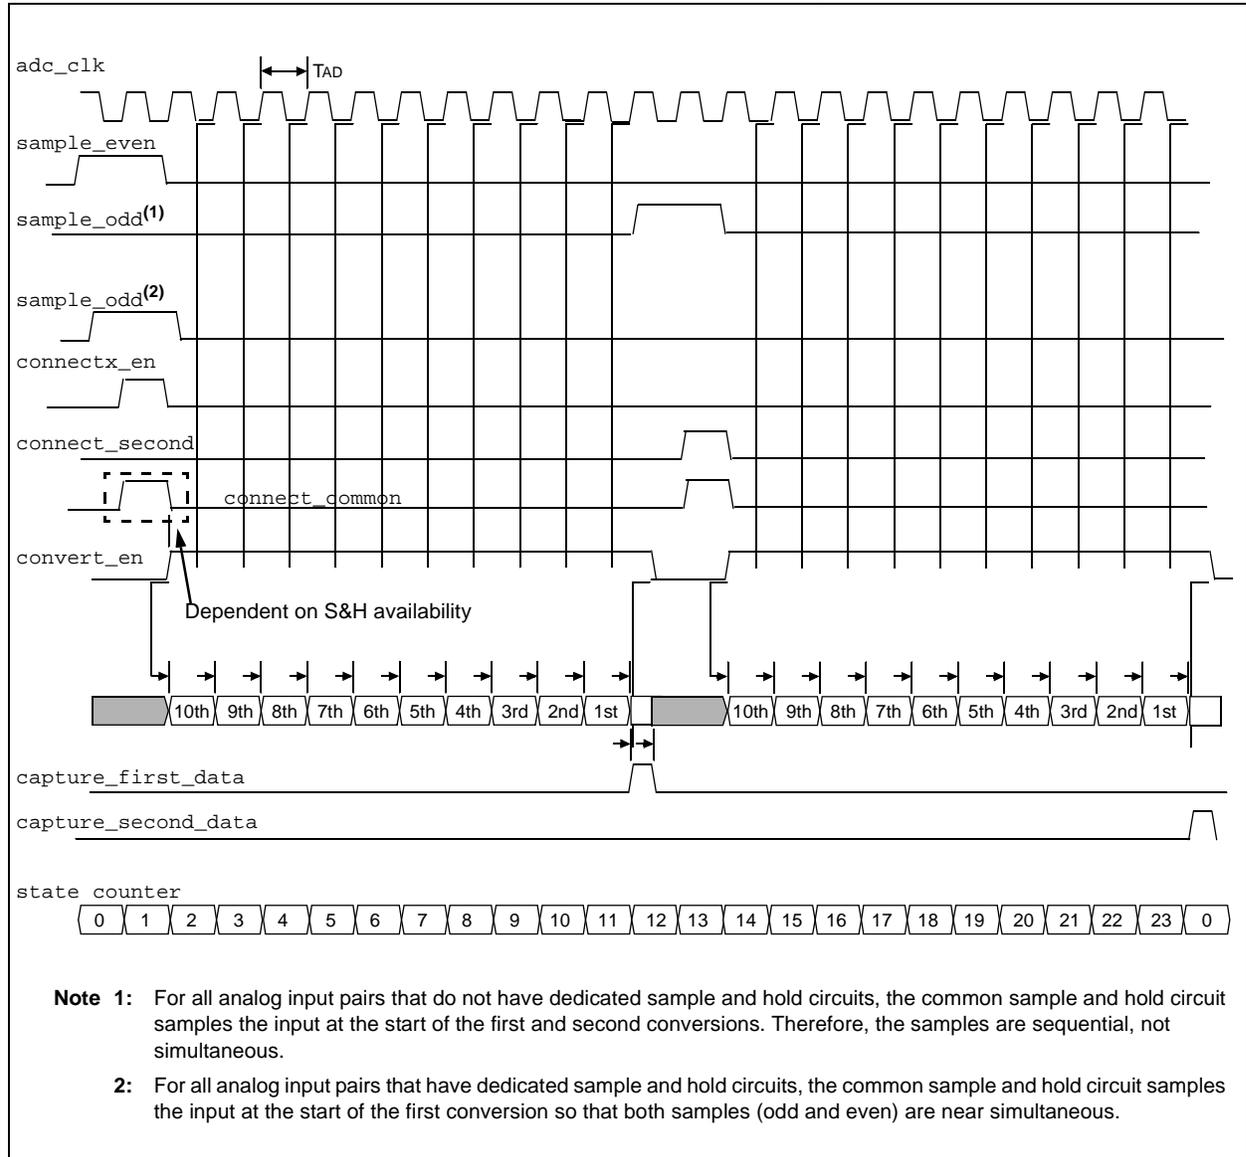 adc_clk
TAD
sample_even
sample_odd(1)
sample_odd(2)
connectx_en
connect_second
connect_common
convert_en
Dependent on S&H availability
10th 9th 8th 7th 6th 5th 4th 3rd 2nd 1st 10th 9th 8th 7th 6th 5th 4th 3rd 2nd 1st
capture_first_data
capture_second_data
state counter
0 1 2 3 4 5 6 7 8 9 10 11 12 13 14 15 16 17 18 19 20 21 22 23 0
Note 1: For all analog input pairs that do not have dedicated sample and hold circuits, the common sample and hold circuit
samples the input at the start of the first and second conversions. Therefore, the samples are sequential, not
simultaneous.
2: For all analog input pairs that have dedicated sample and hold circuits, the common sample and hold circuit samples
the input at the start of the first conversion so that both samples (odd and even) are near simultaneous.